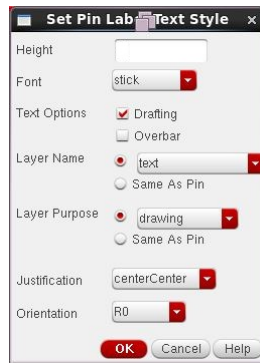 Set Pin Label Text Style ×
Height
Font stick
Text Options Drafting
Overbar
Layer Name text
Same As Pin
Layer Purpose drawing
Same As Pin
Justification centerCenter
Orientation R0
OK Cancel Help